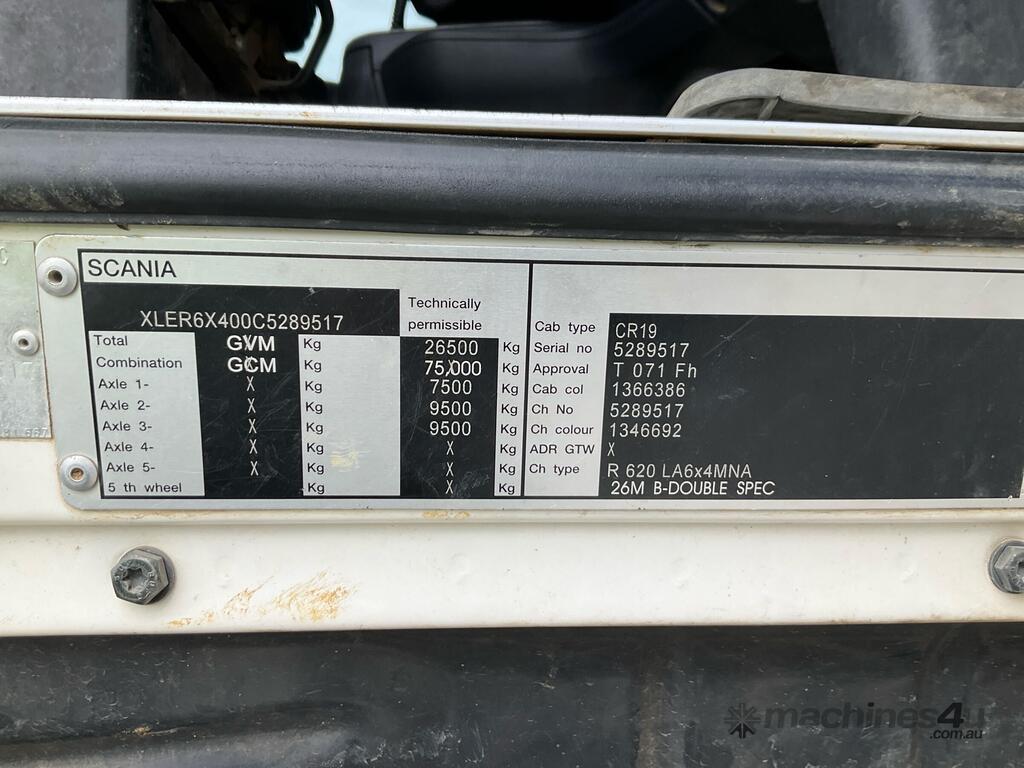 SCANIA
XLER6X400C5289517
Technically
permissible
Total GVM Kg 26500 Kg
Combination GCM Kg 75000 Kg
Axle 1- X Kg 7500 Kg
Axle 2- X Kg 9500 Kg
Axle 3- X Kg 9500 Kg
Axle 4- X Kg X Kg
Axle 5- X Kg X Kg
5 th wheel Kg X Kg
Cab type CR19
Serial no 5289517
Approval T 071 Fh
Cab col 1366386
Ch No 5289517
Ch colour 1346692
ADR GTW X
Ch type R 620 LA6x4MNA
26M B-DOUBLE SPEC
machines4u
.com.au